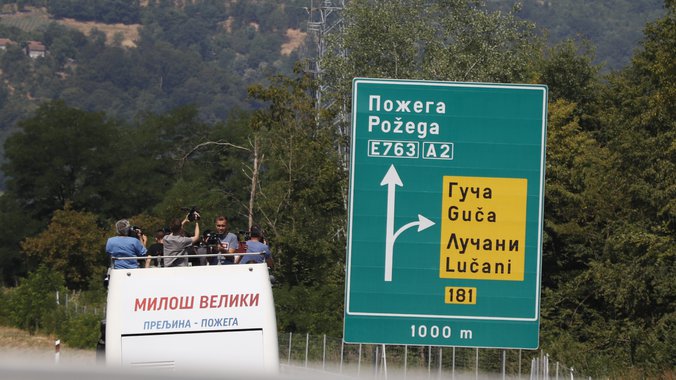 Пожега
Požega
E763 A2
Гуча
Guča
Лучани
Lučani
181
1000 m
МИЛОШ ВЕЛИКИ
ПРЕЉИНА - ПОЖЕГА